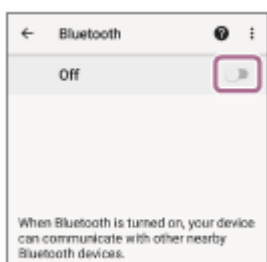 Bluetooth
Off
When Bluetooth is turned on, your device
can communicate with other nearby
Bluetooth devices.